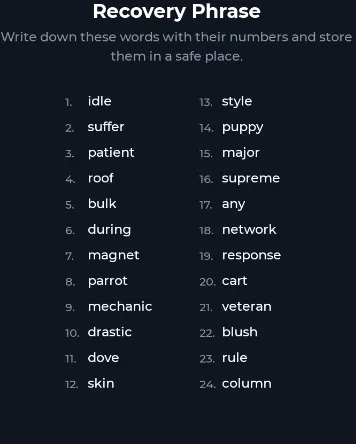 Recovery Phrase
Write down these words with their numbers and store
them in a safe place.
1. idle
2. suffer
3. patient
4. roof
5. bulk
6. during
7. magnet
8. parrot
9. mechanic
10. drastic
11. dove
12. skin
13. style
14. puppy
15. major
16. supreme
17. any
18. network
19. response
20. cart
21. veteran
22. blush
23. rule
24. column